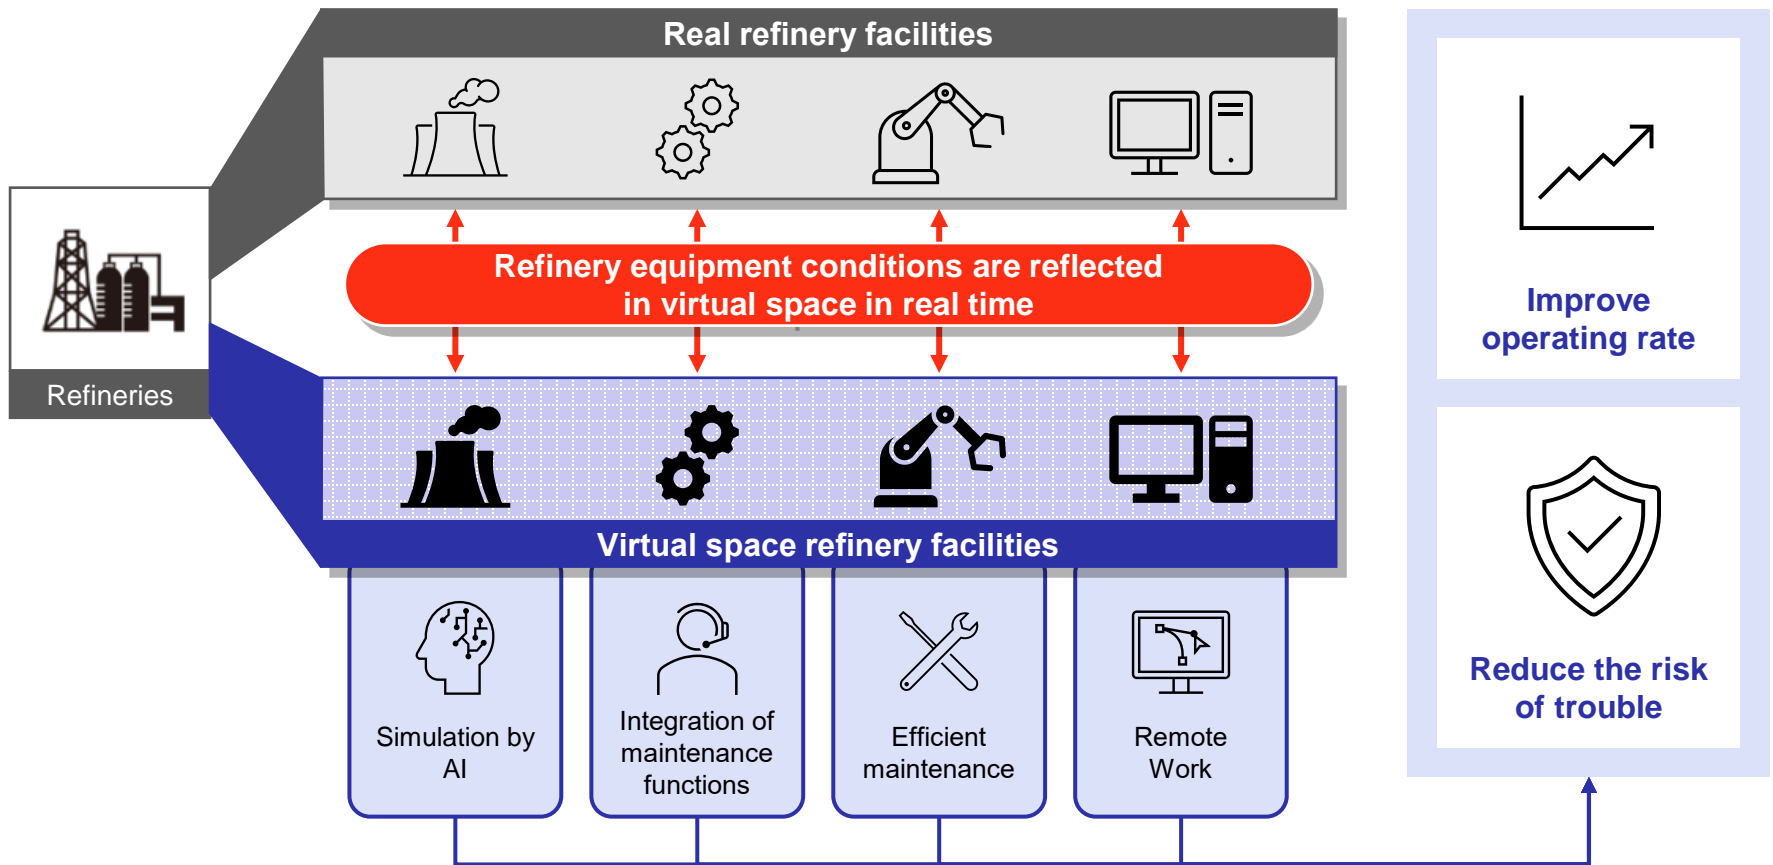 Real refinery facilities
Refineries
Refinery equipment conditions are reflected
in virtual space in real time
Virtual space refinery facilities
Simulation by
AI
Integration of
maintenance
functions
Efficient
maintenance
Remote
Work
Improve
operating rate
Reduce the risk
of trouble